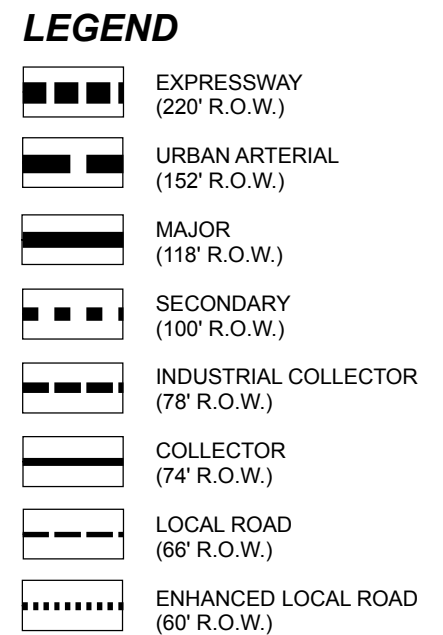 LEGEND
EXPRESSWAY
(220' R.O.W.)
URBAN ARTERIAL
(152' R.O.W.)
MAJOR
(118' R.O.W.)
SECONDARY
(100' R.O.W.)
INDUSTRIAL COLLECTOR
(78' R.O.W.)
COLLECTOR
(74' R.O.W.)
LOCAL ROAD
(66' R.O.W.)
ENHANCED LOCAL ROAD
(60' R.O.W.)